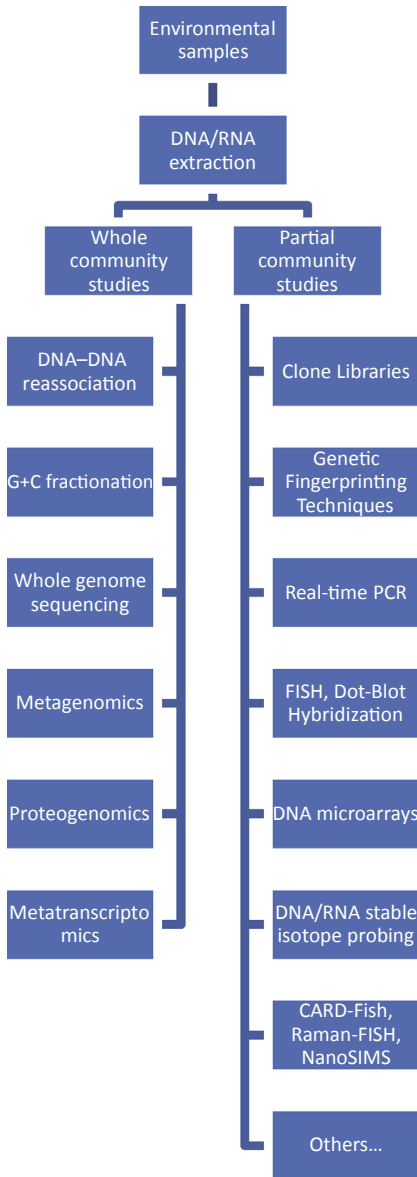 Environmental
samples
DNA/RNA
extraction
Whole
community
studies
Partial
community
studies
DNA–DNA
reassociation
G+C fractionation
Whole genome
sequencing
Metagenomics
Proteogenomics
Metatranscripto
mics
Clone Libraries
Genetic
Fingerprinting
Techniques
Real-time PCR
FISH, Dot-Blot
Hybridization
DNA microarrays
DNA/RNA stable
isotope probing
CARD-Fish,
Raman-FISH,
NanoSIMS
Others...